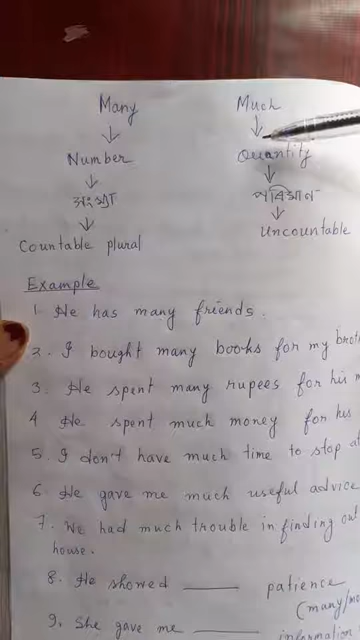 Many Much
Number Quantity
সংখ্যা পরিমাণ
Countable plural Uncountable
Example
1. He has many friends.
2. I bought many books for my
3. He spent many rupees for his
4. He spent much money for his
5. I don't have much time to stop
6. He gave me much useful advice
7. We had much trouble in finding
house.
8. He showed ____ patience
(many/
9. She gave me ____ information